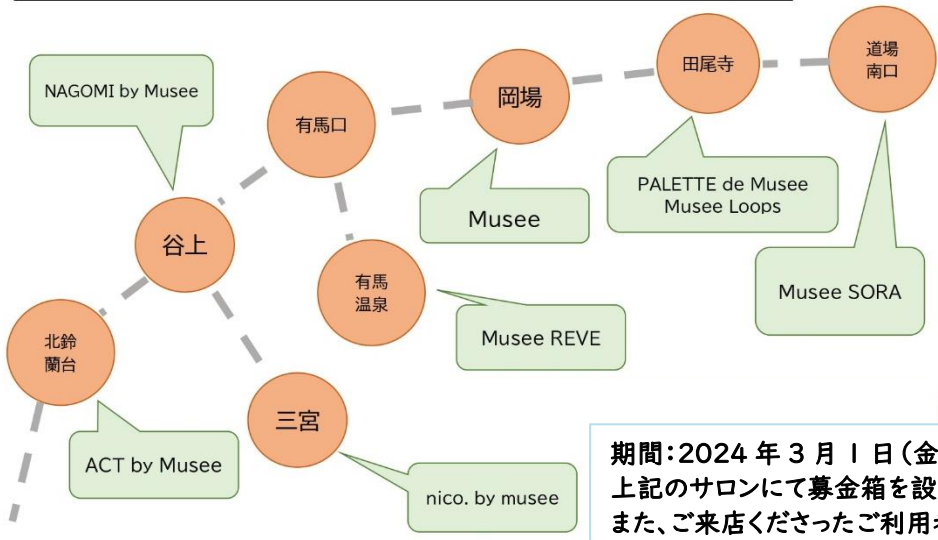 道場
南口
田尾寺
岡場
NAGOMI by Musee
有馬口
PALETTE de Musee
Musee Loops
Musee
谷上
有馬
温泉
Musee SORA
Musee REVE
北鈴
蘭台
三宮
ACT by Musee
nico. by musee
期間：2024 年 3 月 1 日（金
上記のサロンにて募金箱を設
また、ご来店くださったご利用